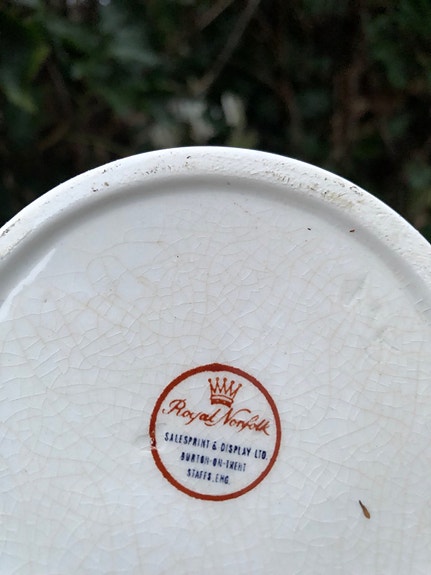 Royal Norfolk
SALESPRINT & DISPLAY LTD.
BURTON-ON-TRENT
STAFFS. ENG.